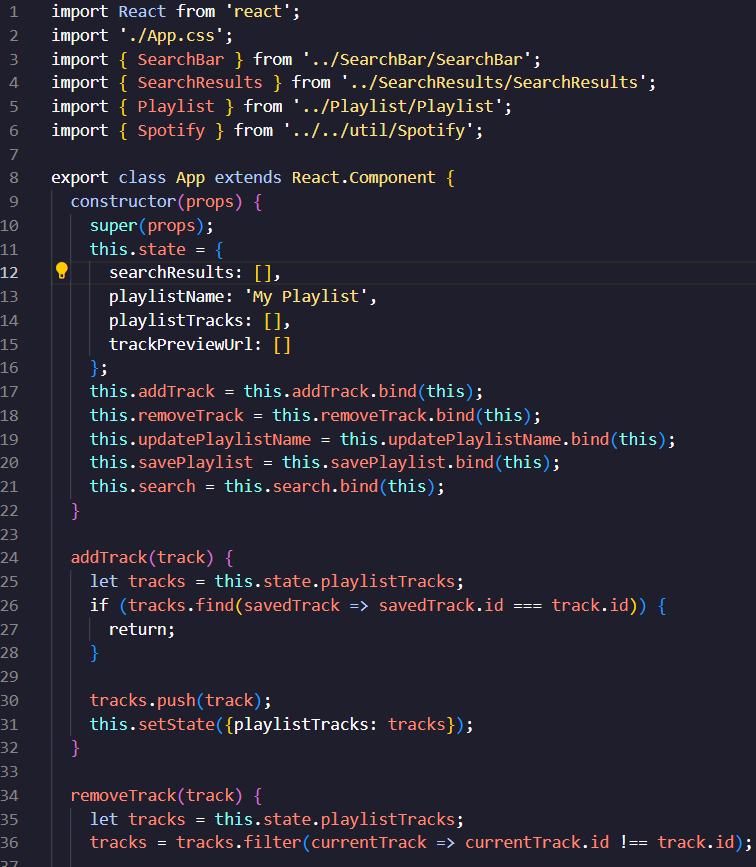 1 import React from 'react';
2 import './App.css';
3 import { SearchBar } from '../SearchBar/SearchBar';
4 import { SearchResults } from '../SearchResults/SearchResults';
5 import { Playlist } from '../Playlist/Playlist';
6 import { Spotify } from '../../util/Spotify';
7
8 export class App extends React.Component {
9   constructor(props) {
10     super(props);
11     this.state = {
12       searchResults: [],
13       playlistName: 'My Playlist',
14       playlistTracks: [],
15       trackPreviewUrl: []
16     };
17     this.addTrack = this.addTrack.bind(this);
18     this.removeTrack = this.removeTrack.bind(this);
19     this.updatePlaylistName = this.updatePlaylistName.bind(this);
20     this.savePlaylist = this.savePlaylist.bind(this);
21     this.search = this.search.bind(this);
22   }
23
24   addTrack(track) {
25     let tracks = this.state.playlistTracks;
26     if (tracks.find(savedTrack => savedTrack.id === track.id)) {
27       return;
28     }
29
30     tracks.push(track);
31     this.setState({playlistTracks: tracks});
32   }
33
34   removeTrack(track) {
35     let tracks = this.state.playlistTracks;
36     tracks = tracks.filter(currentTrack => currentTrack.id !== track.id);
37